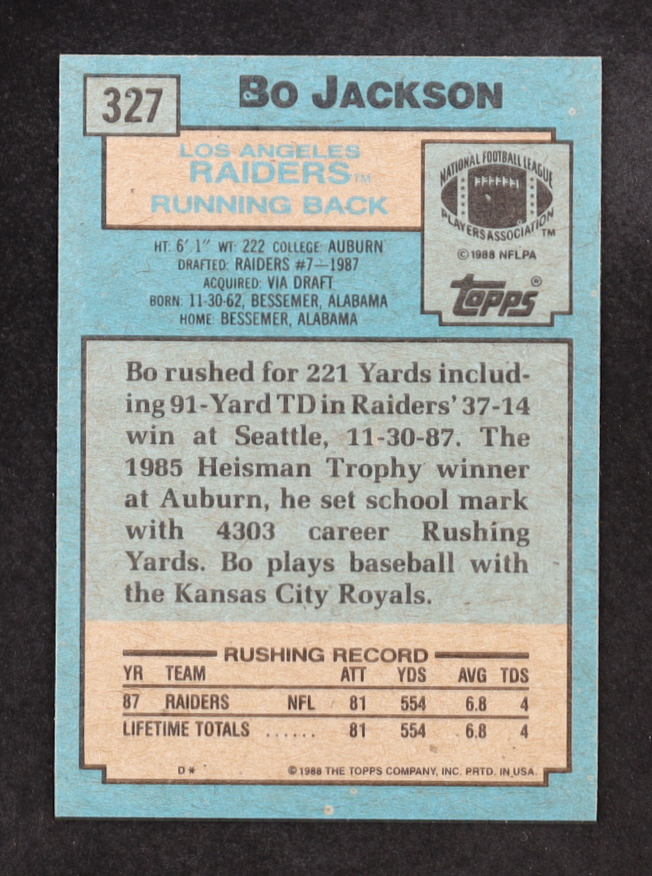 327
BO JACKSON
LOS ANGELES
RAIDERS TM
RUNNING BACK
NATIONAL FOOTBALL LEAGUE
PLAYERS ASSOCIATION TM
© 1988 NFLPA
topps®
HT: 6' 1" WT: 222 COLLEGE: AUBURN
DRAFTED: RAIDERS #7—1987
ACQUIRED: VIA DRAFT
BORN: 11-30-62, BESSEMER, ALABAMA
HOME: BESSEMER, ALABAMA
Bo rushed for 221 Yards includ-
ing 91-Yard TD in Raiders' 37-14
win at Seattle, 11-30-87. The
1985 Heisman Trophy winner
at Auburn, he set school mark
with 4303 career Rushing
Yards. Bo plays baseball with
the Kansas City Royals.
RUSHING RECORD
YR TEAM ATT YDS AVG TDS
87 RAIDERS NFL 81 554 6.8 4
LIFETIME TOTALS ...... 81 554 6.8 4
D* © 1988 THE TOPPS COMPANY, INC. PRTD. IN USA.